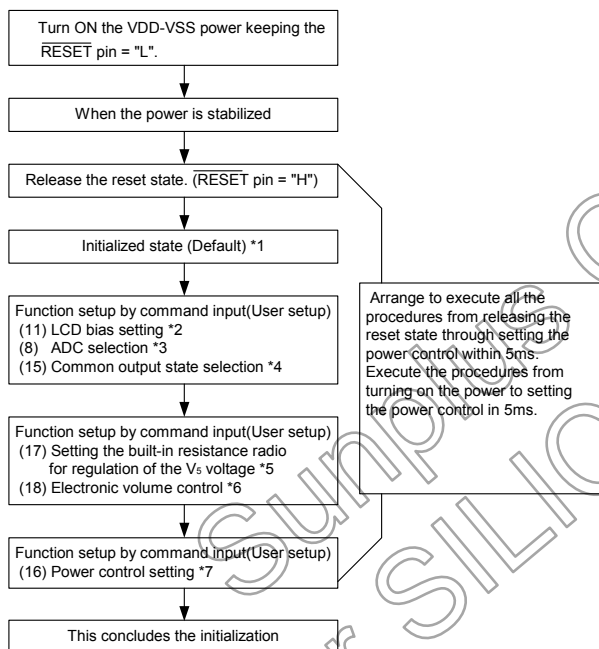 Turn ON the VDD-VSS power keeping the
RESET pin = "L".
When the power is stabilized
Release the reset state. (RESET pin = "H")
Initialized state (Default) *1
Function setup by command input(User setup)
(11) LCD bias setting *2
(8) ADC selection *3
(15) Common output state selection *4
Function setup by command input(User setup)
(17) Setting the built-in resistance radio
for regulation of the V5 voltage *5
(18) Electronic volume control *6
Function setup by command input(User setup)
(16) Power control setting *7
This concludes the initialization
Arrange to execute all the
procedures from releasing the
reset state through setting the
power control within 5ms.
Execute the procedures from
turning on the power to setting
the power control in 5ms.
Sunplus